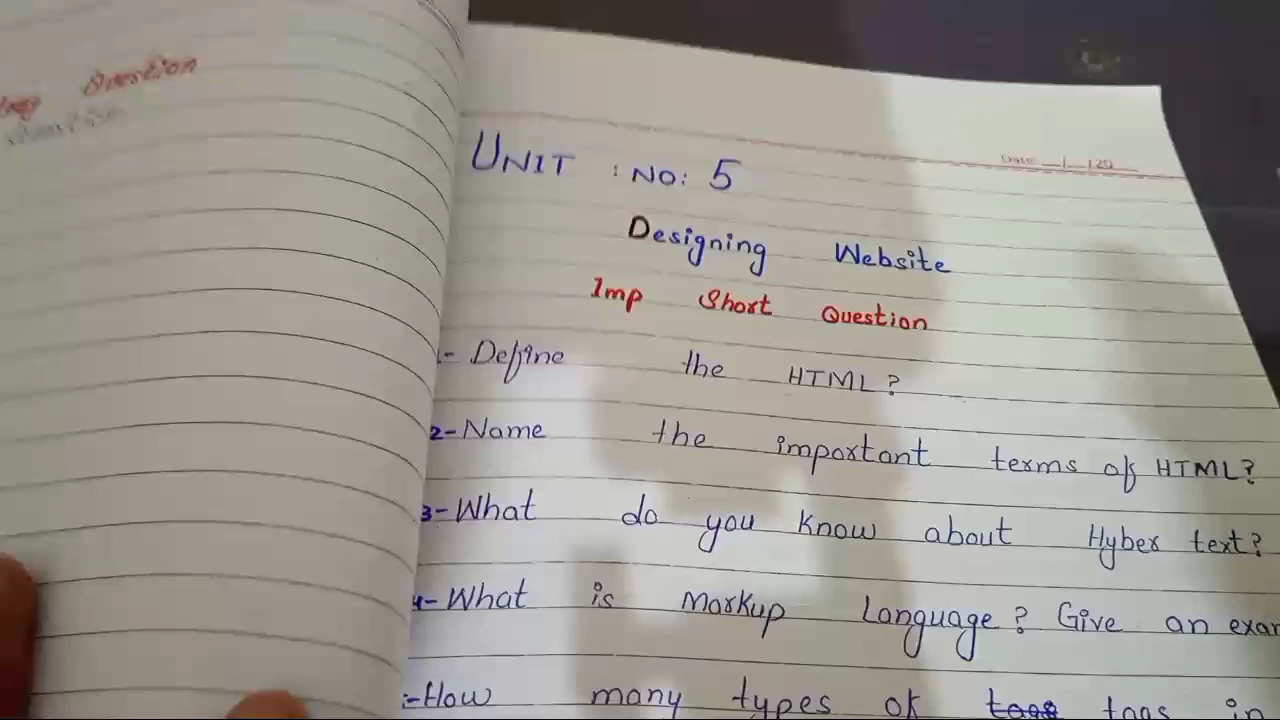 Question
UNIT : NO: 5
Designing Website
Imp Short Question
1- Define the HTML?
2- Name the important terms of HTML?
3- What do you know about Hyber text?
4- What is Markup Language? Give an exam
:- How many types of tags tags in